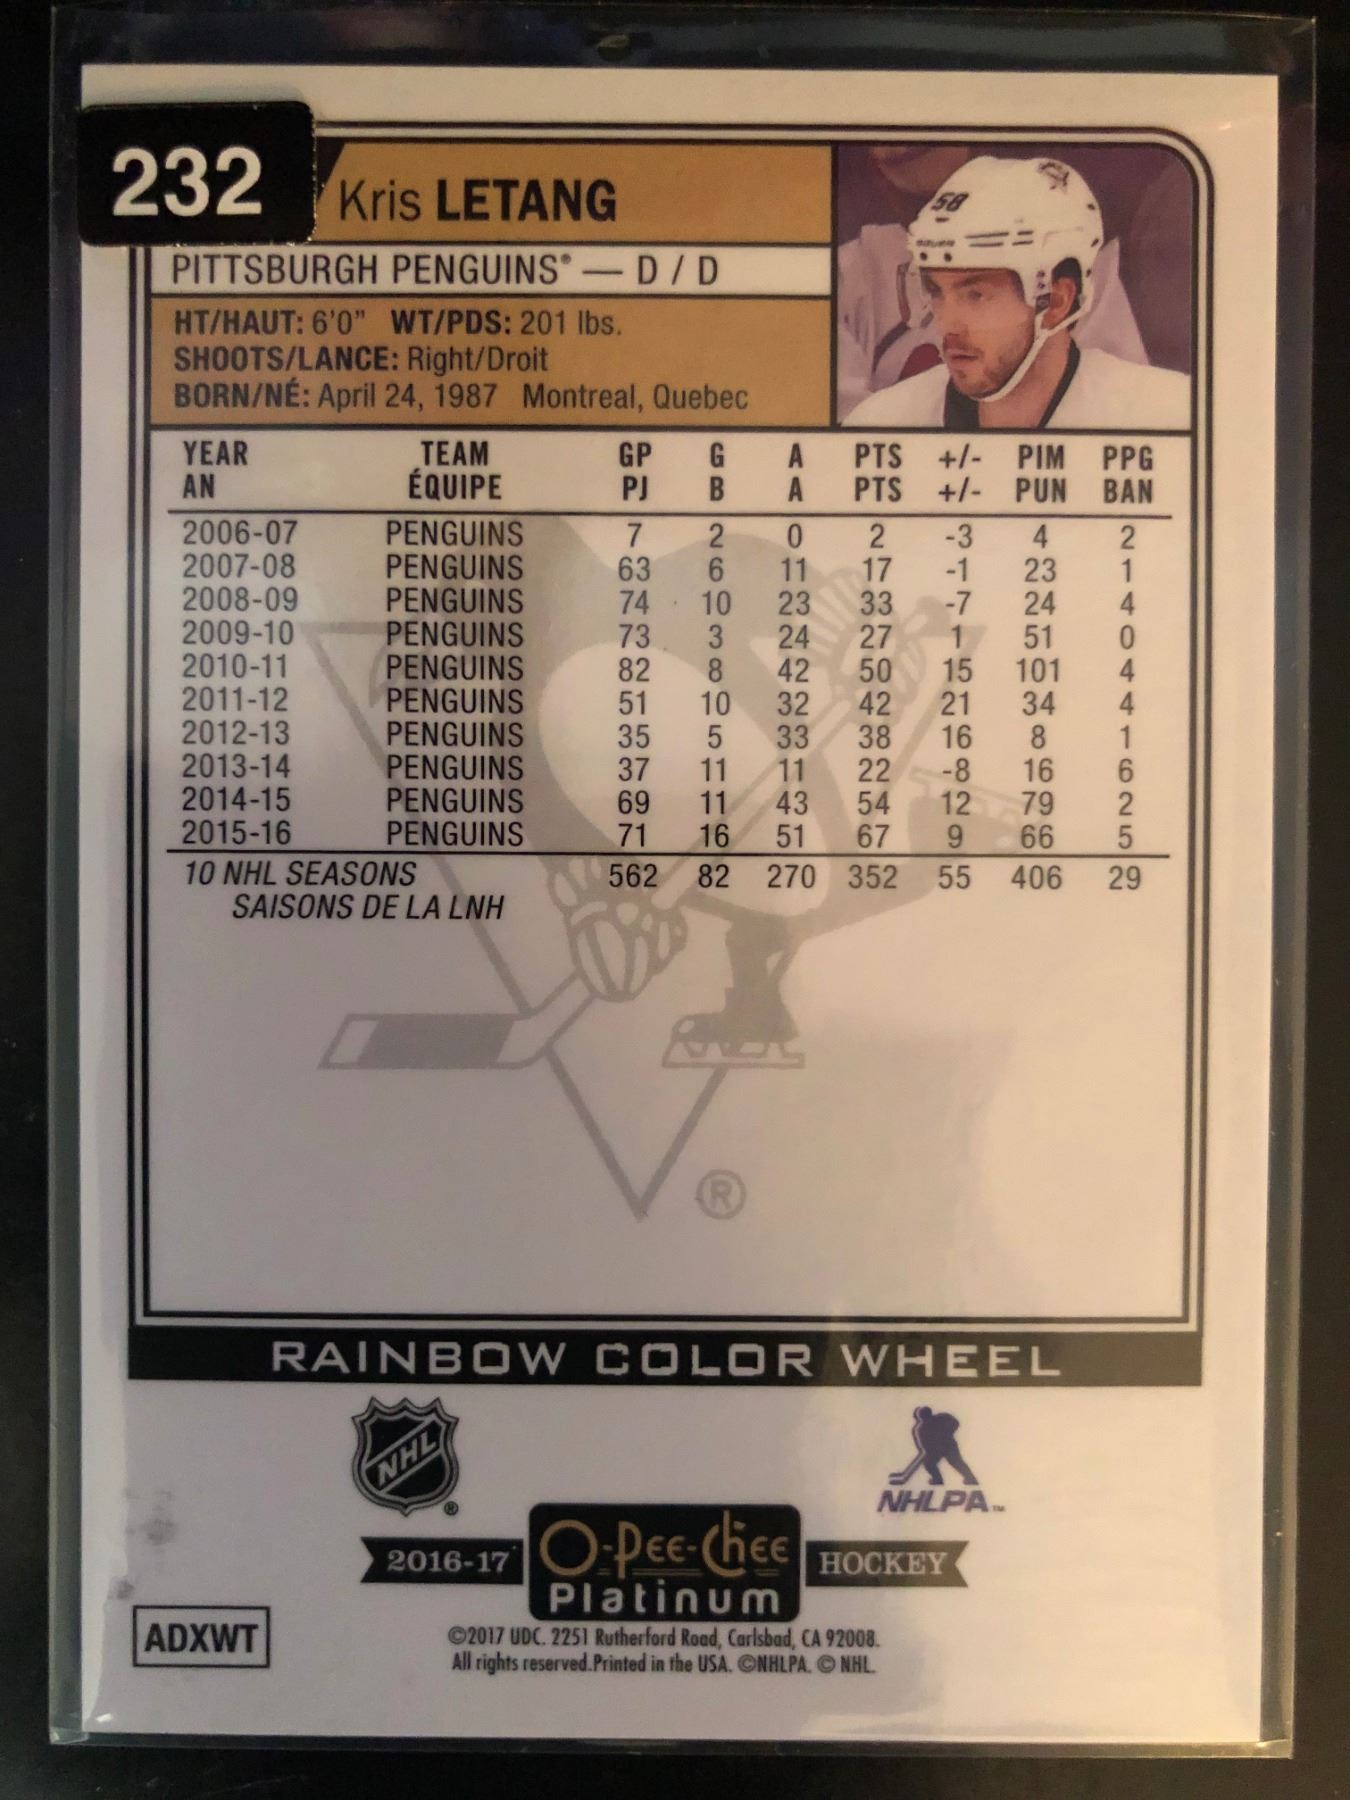 232
Kris LETANG
PITTSBURGH PENGUINS® — D / D
HT/HAUT: 6'0" WT/PDS: 201 lbs.
SHOOTS/LANCE: Right/Droit
BORN/NÉ: April 24, 1987 Montreal, Quebec
58
BAUER
YEAR TEAM GP G A PTS +/- PIM PPG
AN ÉQUIPE PJ B A PTS +/- PUN BAN
2006-07 PENGUINS 7 2 0 2 -3 4 2
2007-08 PENGUINS 63 6 11 17 -1 23 1
2008-09 PENGUINS 74 10 23 33 -7 24 4
2009-10 PENGUINS 73 3 24 27 1 51 0
2010-11 PENGUINS 82 8 42 50 15 101 4
2011-12 PENGUINS 51 10 32 42 21 34 4
2012-13 PENGUINS 35 5 33 38 16 8 1
2013-14 PENGUINS 37 11 11 22 -8 16 6
2014-15 PENGUINS 69 11 43 54 12 79 2
2015-16 PENGUINS 71 16 51 67 9 66 5
10 NHL SEASONS 562 82 270 352 55 406 29
SAISONS DE LA LNH
®
RAINBOW COLOR WHEEL
NHL ®
NHLPA™
2016-17 O-Pee-Chee HOCKEY
Platinum
ADXWT
©2017 UDC. 2251 Rutherford Road, Carlsbad, CA 92008.
All rights reserved.Printed in the USA. ©NHLPA. © NHL.